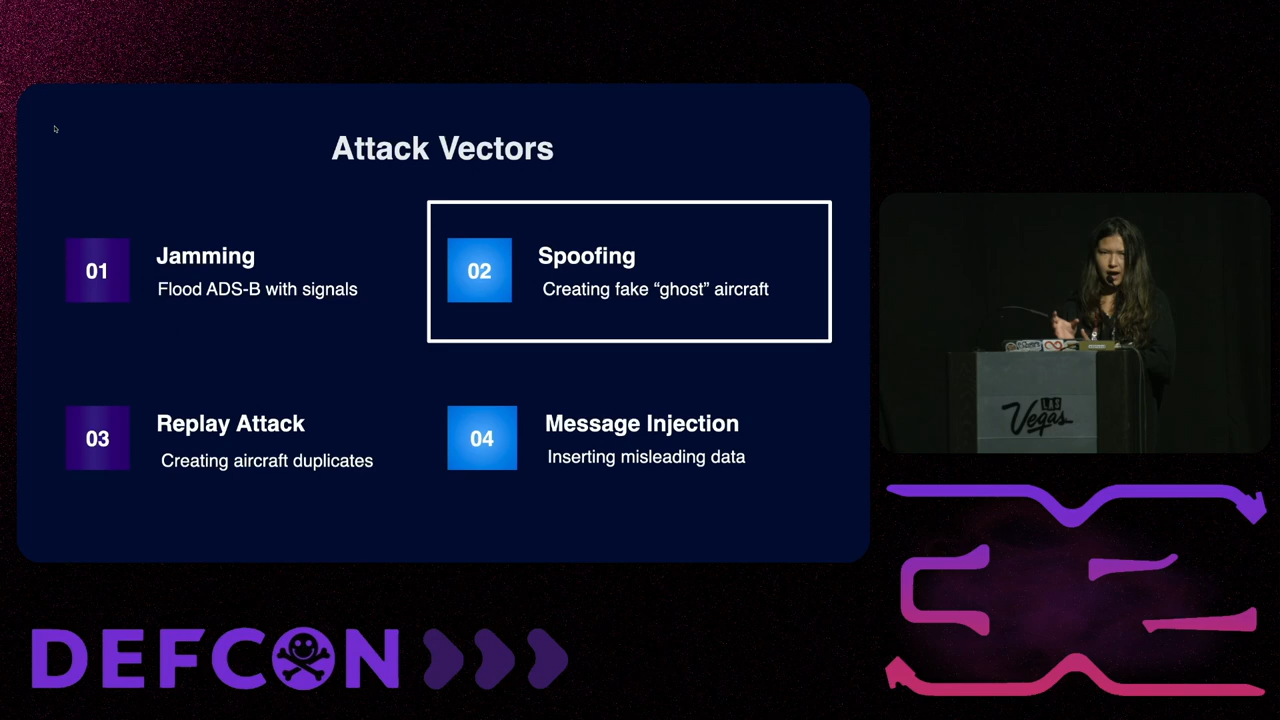 Attack Vectors
01
Jamming
Flood ADS-B with signals
02
Spoofing
Creating fake “ghost” aircraft
03
Replay Attack
Creating aircraft duplicates
04
Message Injection
Inserting misleading data
LAS
Vegas
DEFCON